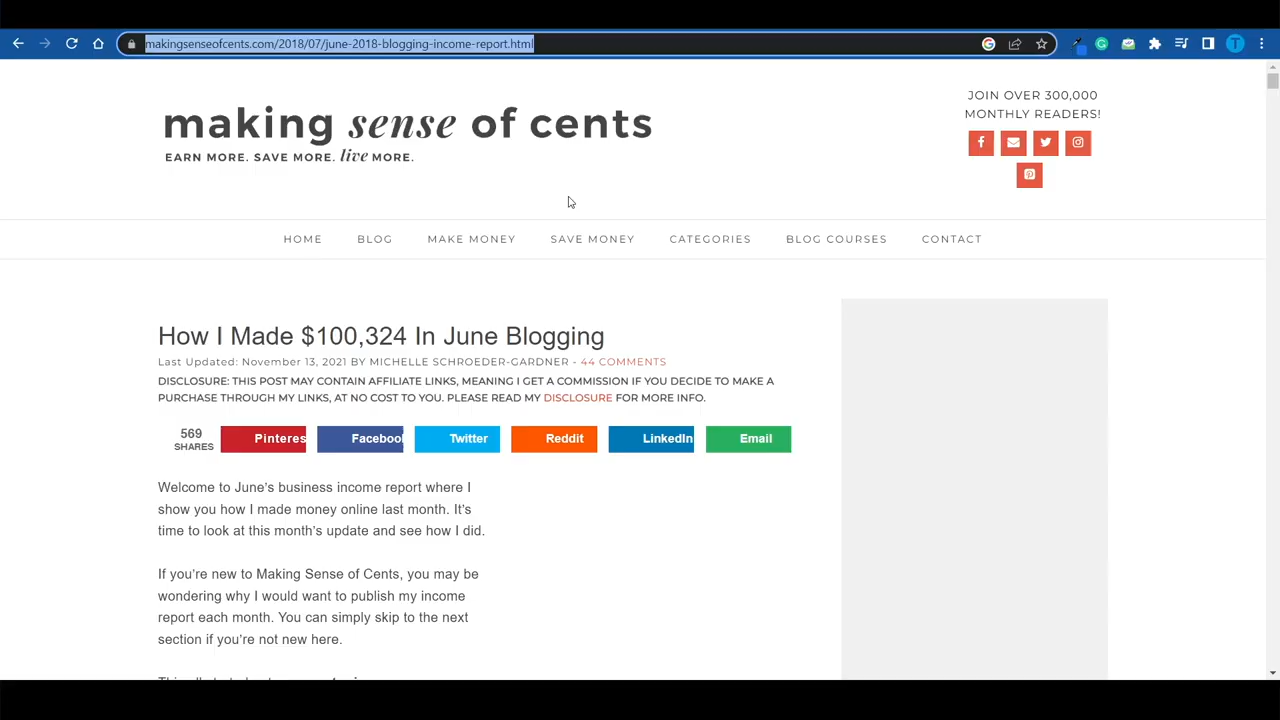 makingsenseofcents.com/2018/07/june-2018-blogging-income-report.html
T
making sense of cents
EARN MORE. SAVE MORE. live MORE.
JOIN OVER 300,000
MONTHLY READERS!
HOME BLOG MAKE MONEY SAVE MONEY CATEGORIES BLOG COURSES CONTACT
How I Made $100,324 In June Blogging
Last Updated: November 13, 2021 BY MICHELLE SCHROEDER-GARDNER - 44 COMMENTS
DISCLOSURE: THIS POST MAY CONTAIN AFFILIATE LINKS, MEANING I GET A COMMISSION IF YOU DECIDE TO MAKE A
PURCHASE THROUGH MY LINKS, AT NO COST TO YOU. PLEASE READ MY DISCLOSURE FOR MORE INFO.
569
SHARES
Pinteres Facebool Twitter Reddit LinkedIn Email
Welcome to June's business income report where I
show you how I made money online last month. It's
time to look at this month's update and see how I did.
If you're new to Making Sense of Cents, you may be
wondering why I would want to publish my income
report each month. You can simply skip to the next
section if you're not new here.